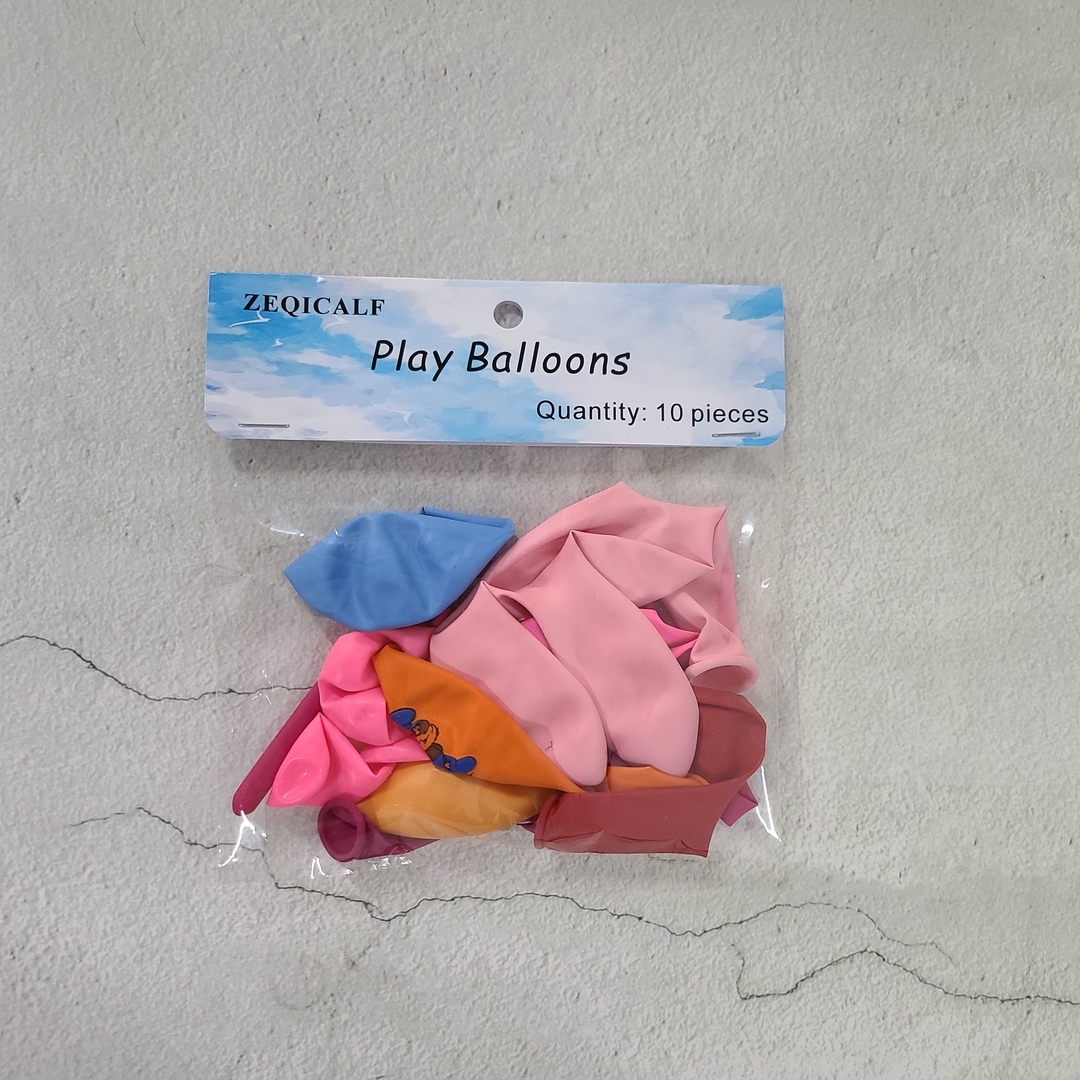 ZEQICALF
Play Balloons
Quantity: 10 pieces